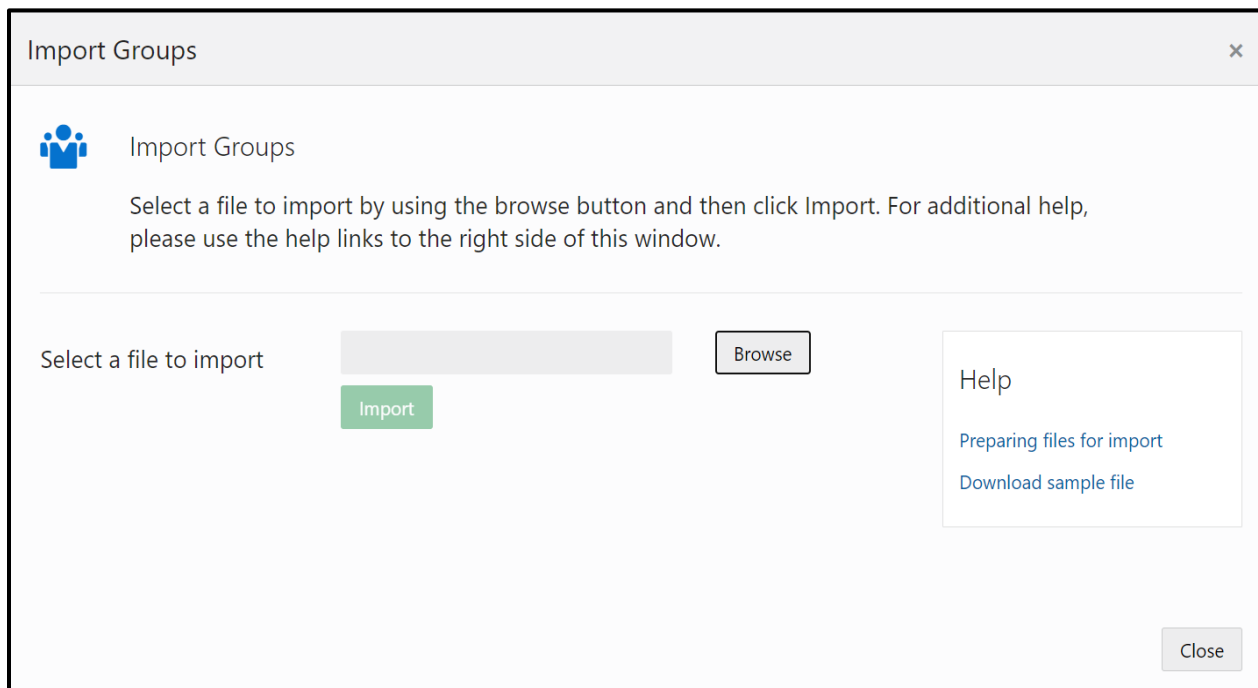 Import Groups
×
Import Groups
Select a file to import by using the browse button and then click Import. For additional help,
please use the help links to the right side of this window.
Select a file to import
Browse
Import
Help
Preparing files for import
Download sample file
Close